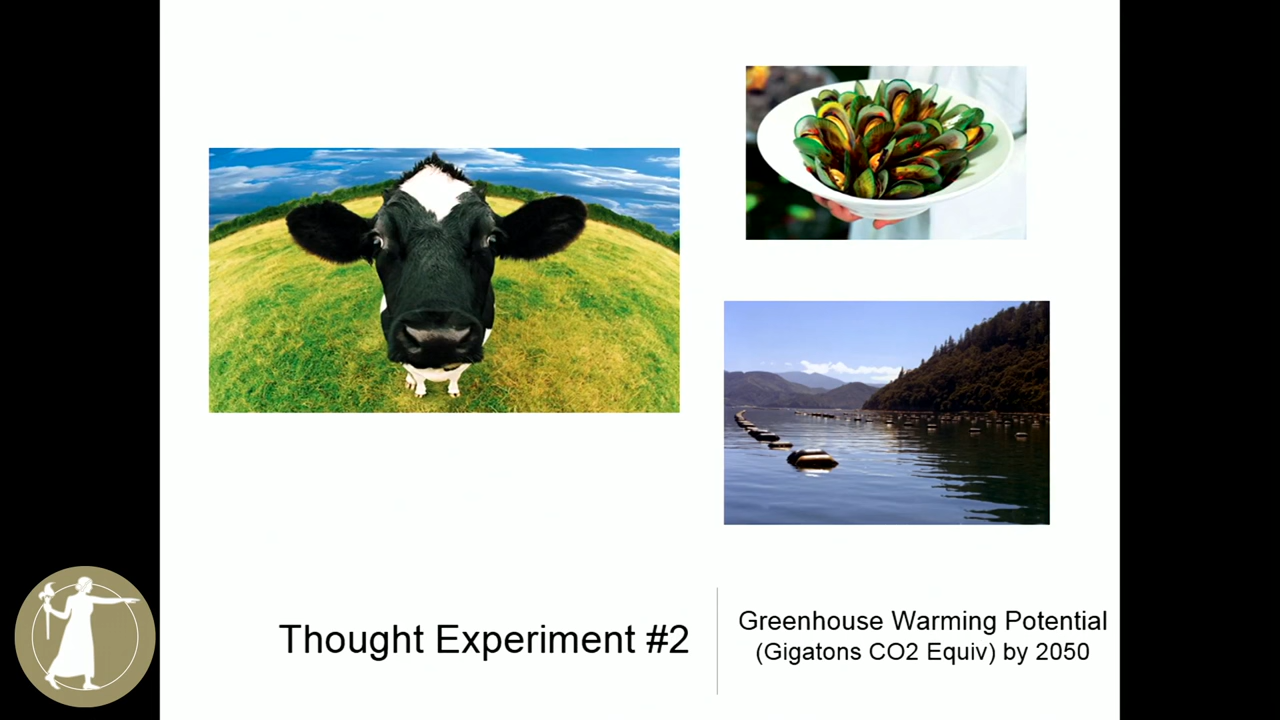 Thought Experiment #2
Greenhouse Warming Potential
(Gigatons CO2 Equiv) by 2050